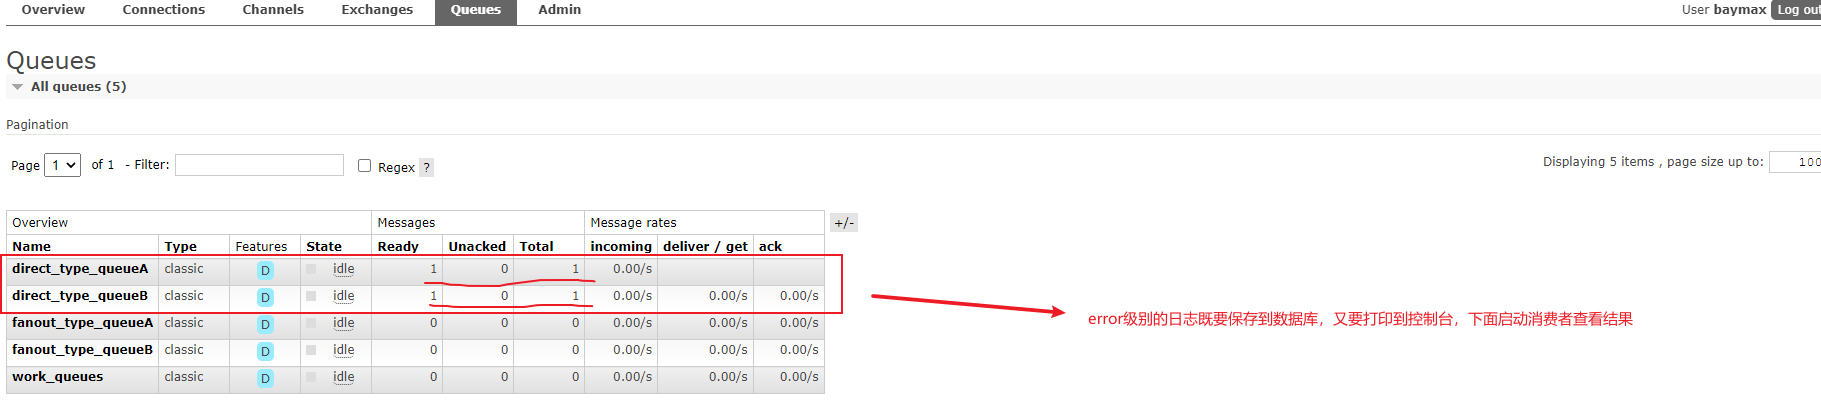 Overview Connections Channels Exchanges Queues Admin User baymax Log out
Queues
All queues (5)
Pagination
Page 1 of 1 - Filter: Regex ? Displaying 5 items , page size up to: 100
Overview Messages Message rates +/-
Name Type Features State Ready Unacked Total incoming deliver / get ack
direct_type_queueA classic D idle 1 0 1 0.00/s
direct_type_queueB classic D idle 1 0 1 0.00/s 0.00/s 0.00/s
error级别的日志既要保存到数据库，又要打印到控制台，下面启动消费者查看结果
fanout_type_queueA classic D idle 0 0 0 0.00/s 0.00/s 0.00/s
fanout_type_queueB classic D idle 0 0 0 0.00/s 0.00/s 0.00/s
work_queues classic D idle 0 0 0 0.00/s 0.00/s 0.00/s